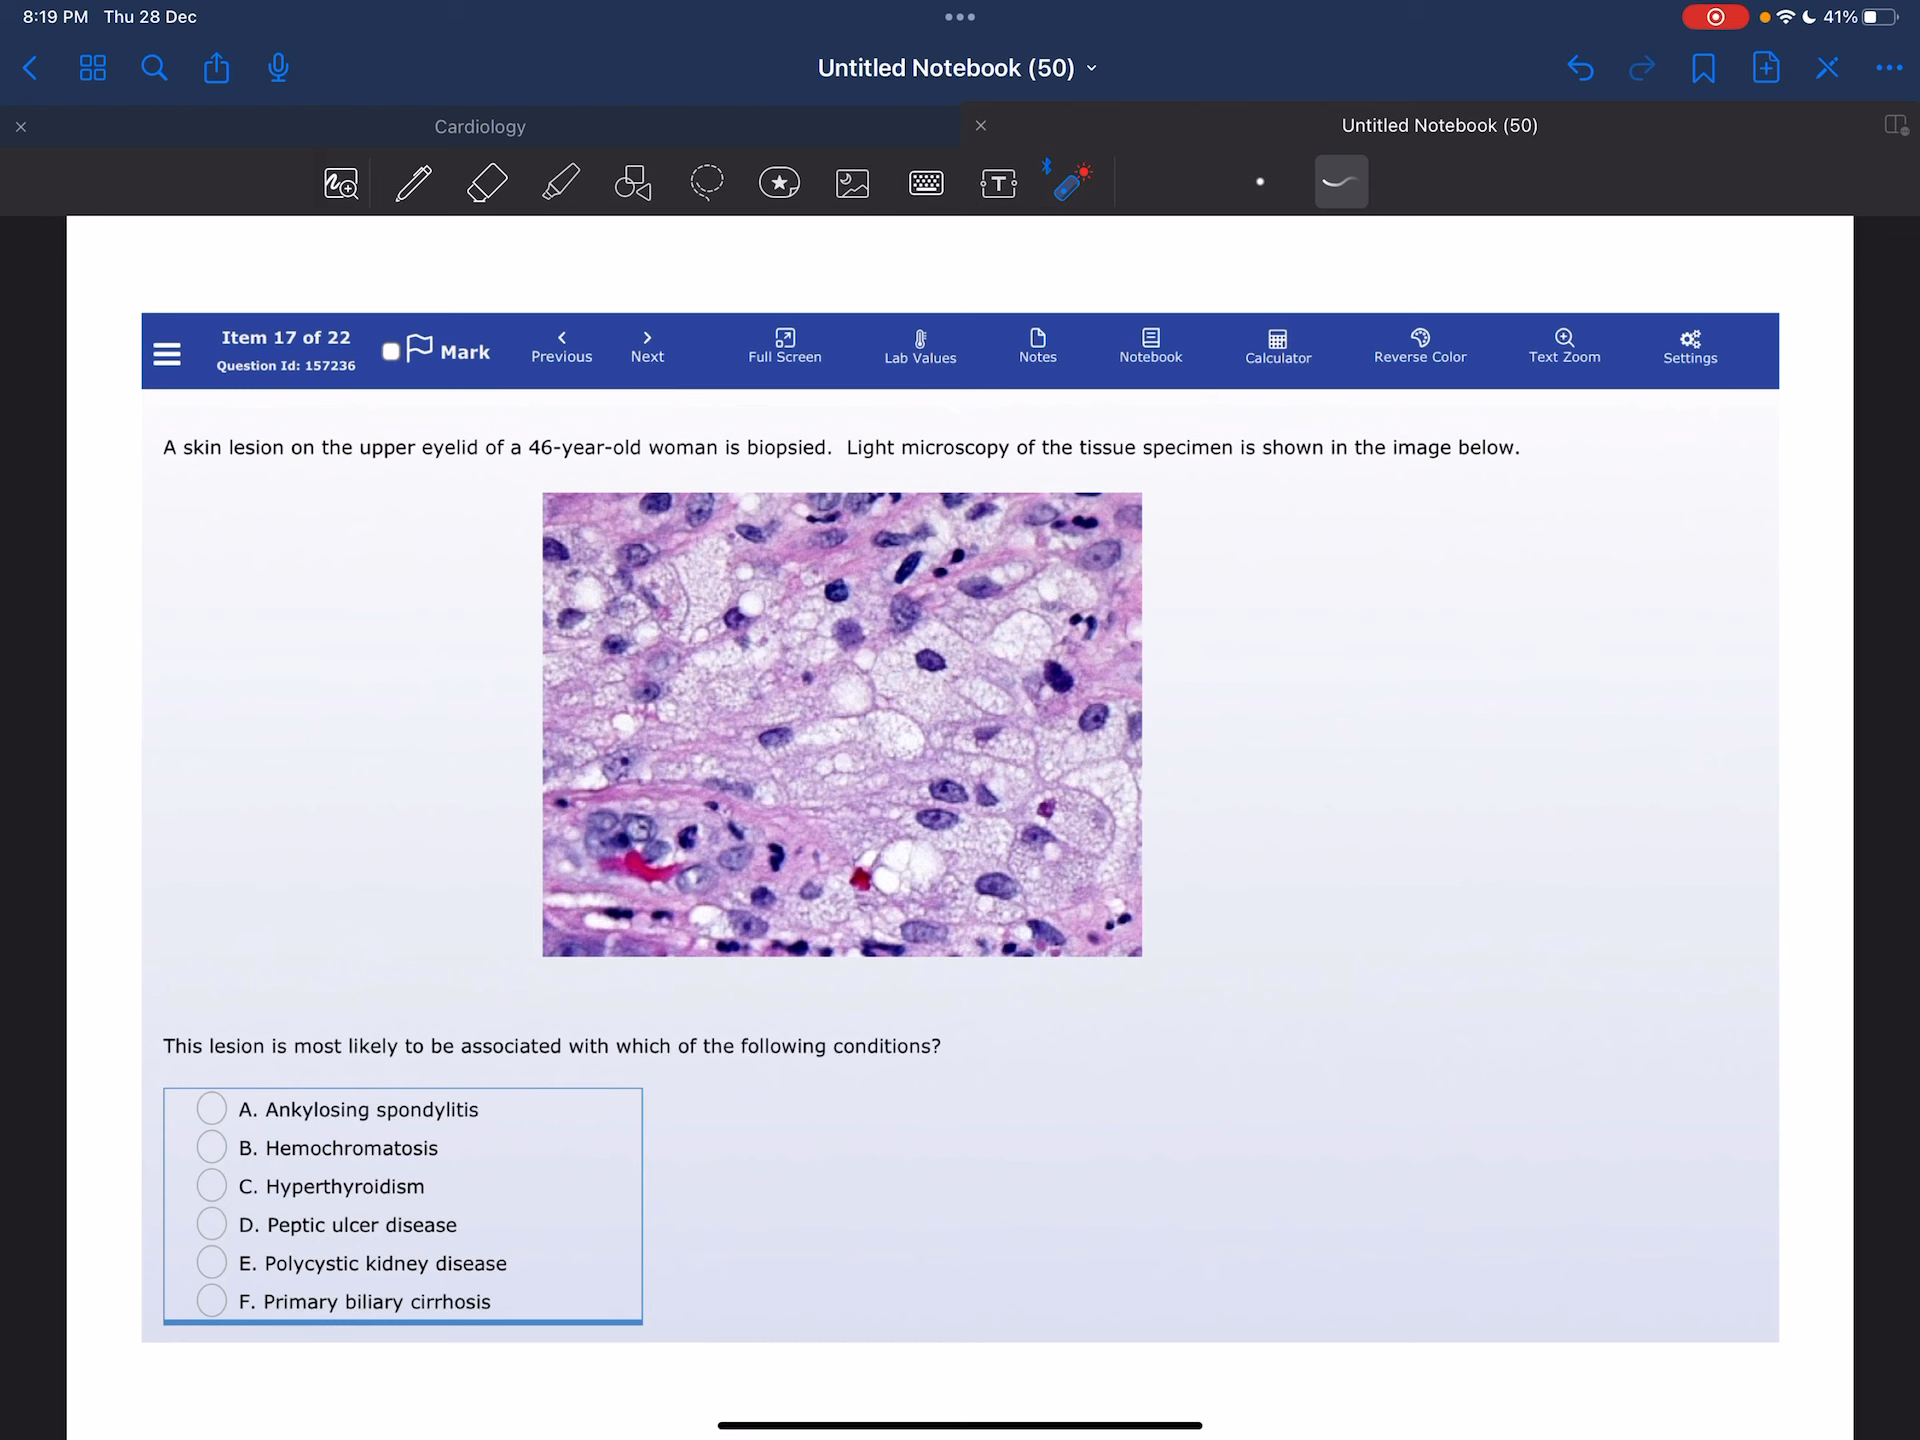 8:19 PM Thu 28 Dec
41%
Untitled Notebook (50)
Cardiology
Untitled Notebook (50)
T
Item 17 of 22
Question Id: 157236
Mark
Previous
Next
Full Screen
Lab Values
Notes
Notebook
Calculator
Reverse Color
Text Zoom
Settings
A skin lesion on the upper eyelid of a 46-year-old woman is biopsied. Light microscopy of the tissue specimen is shown in the image below.
This lesion is most likely to be associated with which of the following conditions?
A. Ankylosing spondylitis
B. Hemochromatosis
C. Hyperthyroidism
D. Peptic ulcer disease
E. Polycystic kidney disease
F. Primary biliary cirrhosis